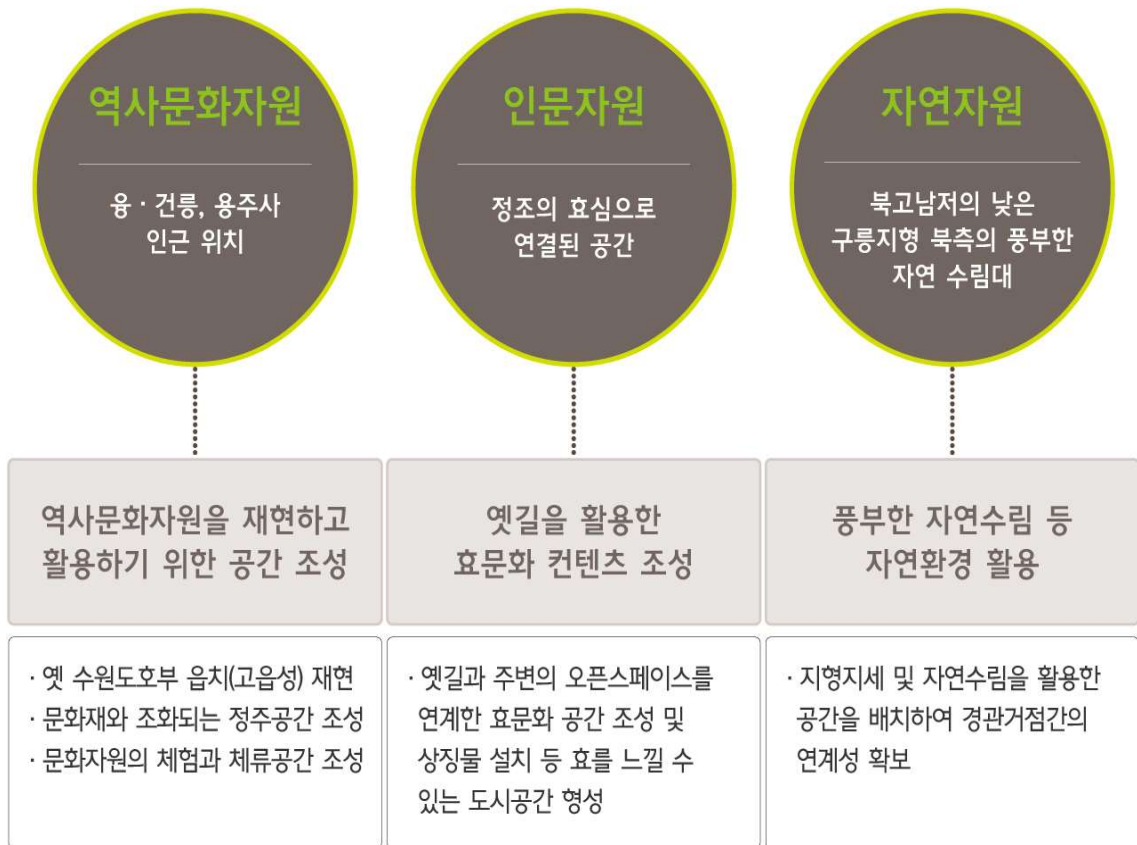 역사문화자원
융 · 건릉, 용주사
인근 위치
역사문화자원을 재현하고
활용하기 위한 공간 조성
· 옛 수원도호부 읍치(고읍성) 재현
· 문화재와 조화되는 정주공간 조성
· 문화자원의 체험과 체류공간 조성
인문자원
정조의 효심으로
연결된 공간
옛길을 활용한
효문화 컨텐츠 조성
· 옛길과 주변의 오픈스페이스를
연계한 효문화 공간 조성 및
상징물 설치 등 효를 느낄 수
있는 도시공간 형성
자연자원
북고남저의 낮은
구릉지형 북측의 풍부한
자연 수림대
풍부한 자연수림 등
자연환경 활용
· 지형지세 및 자연수림을 활용한
공간을 배치하여 경관거점간의
연계성 확보